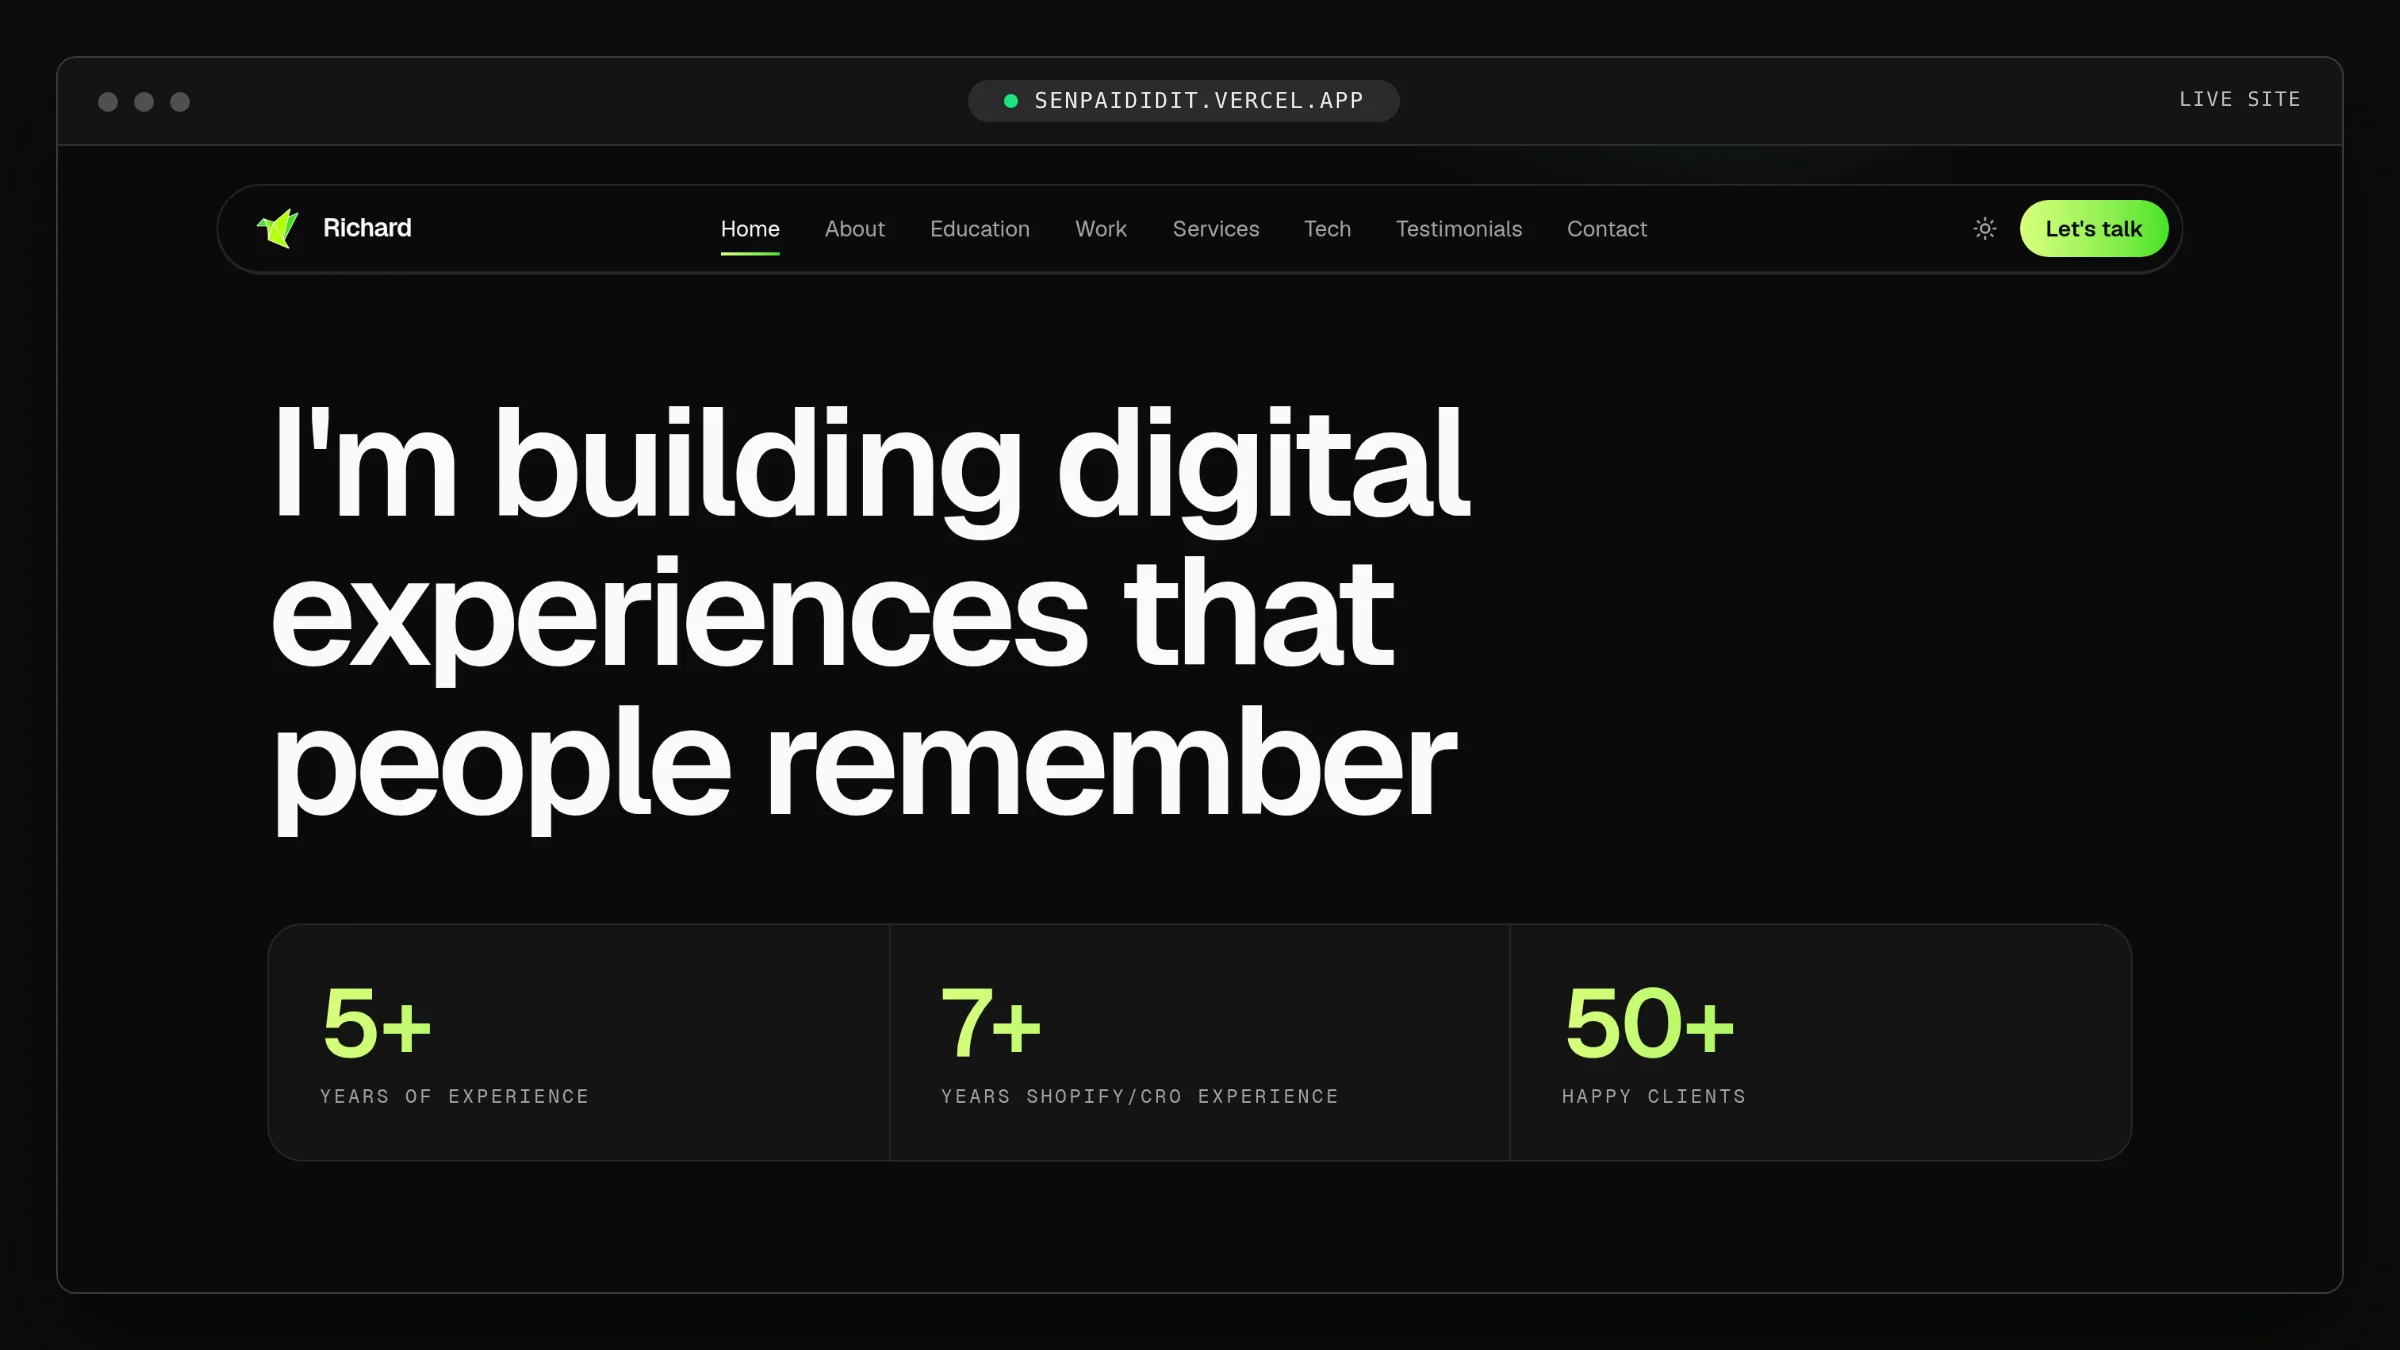 SENPAIDIDIT.VERCEL.APP
LIVE SITE
Richard
Home
About
Education
Work
Services
Tech
Testimonials
Contact
Let's talk
I'm building digital
experiences that
people remember
5+
YEARS OF EXPERIENCE
7+
YEARS SHOPIFY/CRO EXPERIENCE
50+
HAPPY CLIENTS